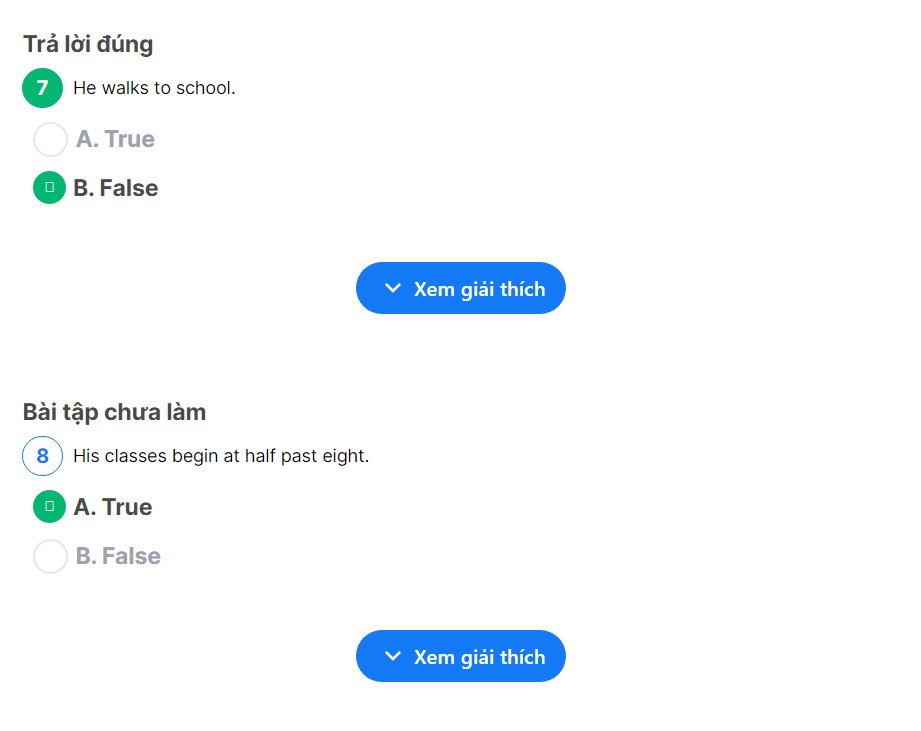 Trả lời đúng
7 He walks to school.
A. True
B. False
Xem giải thích
Bài tập chưa làm
8 His classes begin at half past eight.
A. True
B. False
Xem giải thích